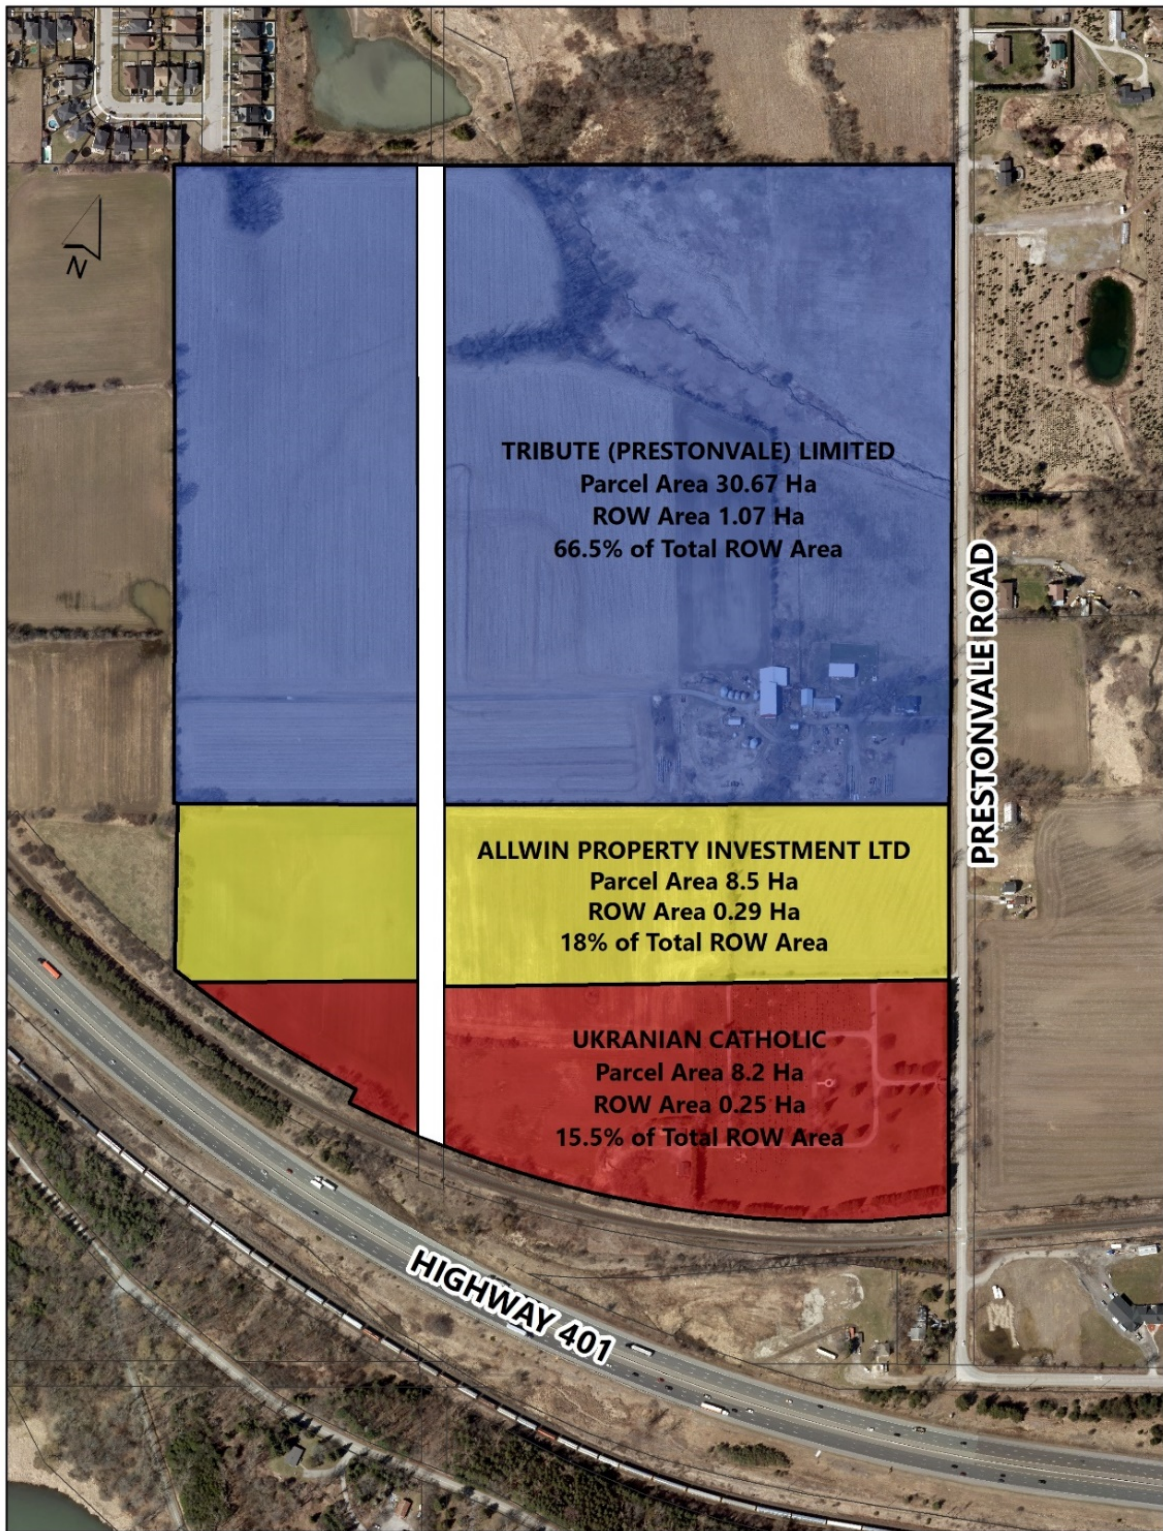 N
TRIBUTE (PRESTONVALE) LIMITED
Parcel Area 30.67 Ha
ROW Area 1.07 Ha
66.5% of Total ROW Area
PRESTONVALE ROAD
ALLWIN PROPERTY INVESTMENT LTD
Parcel Area 8.5 Ha
ROW Area 0.29 Ha
18% of Total ROW Area
UKRANIAN CATHOLIC
Parcel Area 8.2 Ha
ROW Area 0.25 Ha
15.5% of Total ROW Area
HIGHWAY 401